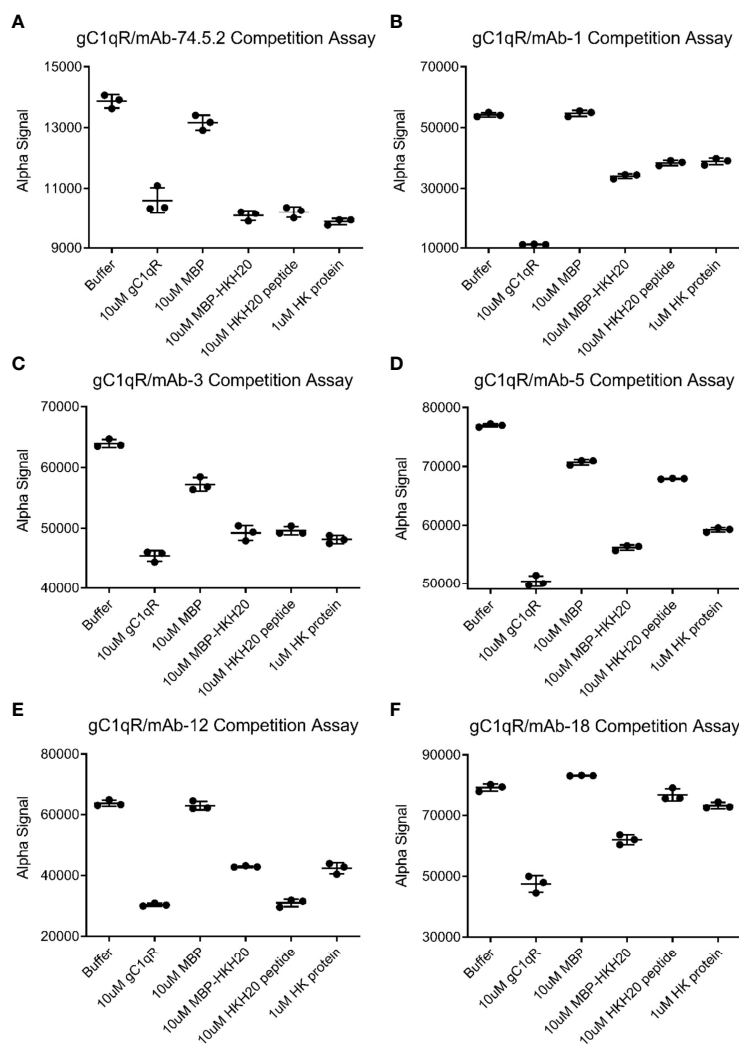 A
gC1qR/mAb-74.5.2 Competition Assay
Alpha Signal
15000
13000
11000
9000
Buffer
10uM gC1qR
10uM MBP
10uM MBP-HKH20
10uM HKH20 peptide
1uM HK protein
B
gC1qR/mAb-1 Competition Assay
Alpha Signal
70000
50000
30000
10000
Buffer
10uM gC1qR
10uM MBP
10uM MBP-HKH20
10uM HKH20 peptide
1uM HK protein
C
gC1qR/mAb-3 Competition Assay
Alpha Signal
70000
60000
50000
40000
Buffer
10uM gC1qR
10uM MBP
10uM MBP-HKH20
10uM HKH20 peptide
1uM HK protein
D
gC1qR/mAb-5 Competition Assay
Alpha Signal
80000
70000
60000
50000
Buffer
10uM gC1qR
10uM MBP
10uM MBP-HKH20
10uM HKH20 peptide
1uM HK protein
E
gC1qR/mAb-12 Competition Assay
Alpha Signal
80000
60000
40000
20000
Buffer
10uM gC1qR
10uM MBP
10uM MBP-HKH20
10uM HKH20 peptide
1uM HK protein
F
gC1qR/mAb-18 Competition Assay
Alpha Signal
90000
70000
50000
30000
Buffer
10uM gC1qR
10uM MBP
10uM MBP-HKH20
10uM HKH20 peptide
1uM HK protein